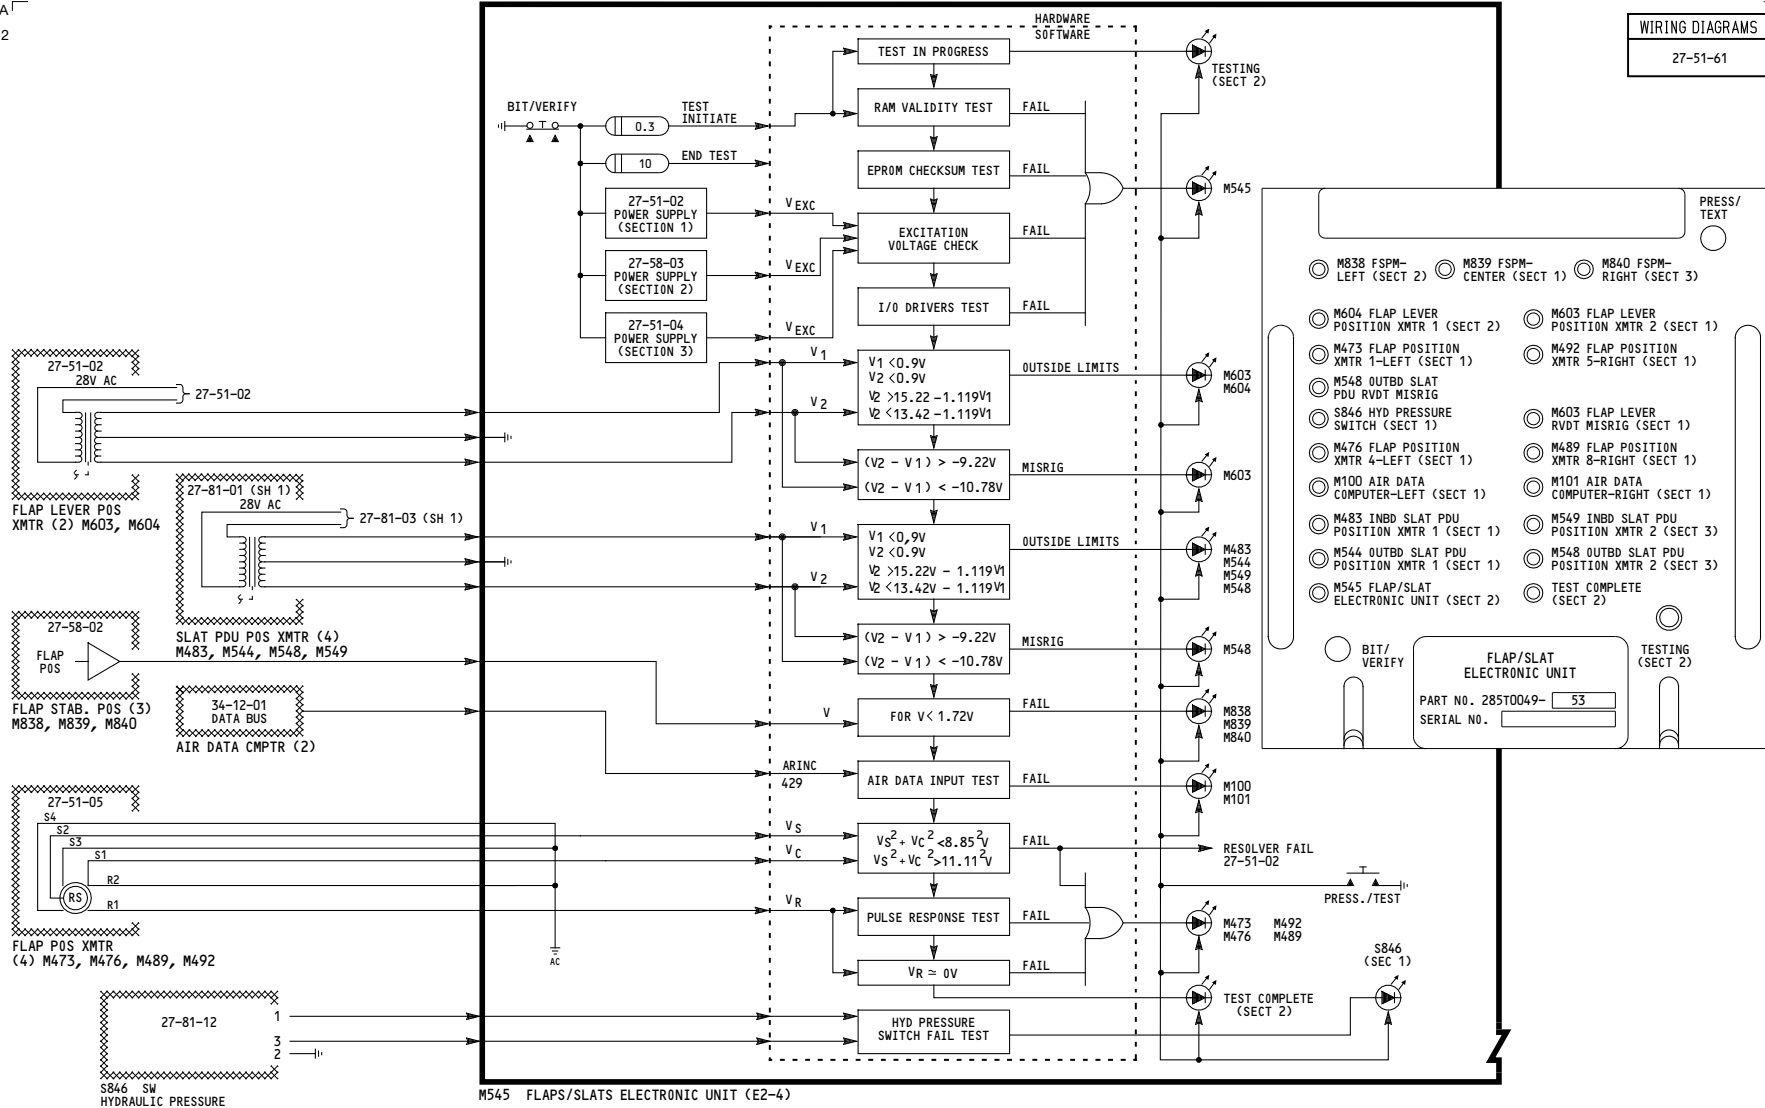 A
2
WIRING DIAGRAMS
27-51-61
HARDWARE
SOFTWARE
TEST IN PROGRESS
TESTING
(SECT 2)
BIT/VERIFY
0.3
TEST
INITIATE
RAM VALIDITY TEST
FAIL
10
END TEST
EPROM CHECKSUM TEST
FAIL
M545
27-51-02
POWER SUPPLY
(SECTION 1)
V EXC
EXCITATION
VOLTAGE CHECK
FAIL
27-58-03
POWER SUPPLY
(SECTION 2)
V EXC
I/O DRIVERS TEST
FAIL
27-51-04
POWER SUPPLY
(SECTION 3)
V EXC
27-51-02
28V AC
27-51-02
FLAP LEVER POS
XMTR (2) M603, M604
V1
V2
V1 <0.9V
V2 <0.9V
V2 >15.22 -1.119V1
V2 <13.42 -1.119V1
OUTSIDE LIMITS
M603
M604
(V2 - V1) > -9.22V
(V2 - V1) < -10.78V
MISRIG
M603
27-81-01 (SH 1)
28V AC
27-81-03 (SH 1)
SLAT PDU POS XMTR (4)
M483, M544, M548, M549
V1
V2
V1 <0,9V
V2 <0.9V
V2 >15.22V - 1.119V1
V2 <13.42V - 1.119V1
OUTSIDE LIMITS
M483
M544
M549
M548
(V2 - V1) > -9.22V
(V2 - V1) < -10.78V
MISRIG
M548
27-58-02
FLAP
POS
FLAP STAB. POS (3)
M838, M839, M840
V
FOR V< 1.72V
FAIL
M838
M839
M840
34-12-01
DATA BUS
AIR DATA CMPTR (2)
ARINC
429
AIR DATA INPUT TEST
FAIL
M100
M101
27-51-05
S4
S2
S3
S1
R2
R1
RS
FLAP POS XMTR
(4) M473, M476, M489, M492
AC
VS
VC
VS2 + VC2 <8.852V
VS2 + VC2 >11.112V
FAIL
RESOLVER FAIL
27-51-02
PRESS./TEST
VR
PULSE RESPONSE TEST
FAIL
M473 M492
M476 M489
VR ≃ 0V
FAIL
S846
(SEC 1)
TEST COMPLETE
(SECT 2)
27-81-12
1
3
2
S846 SW
HYDRAULIC PRESSURE
HYD PRESSURE
SWITCH FAIL TEST
M545 FLAPS/SLATS ELECTRONIC UNIT (E2-4)
PRESS/
TEXT
M838 FSPM-
LEFT (SECT 2)
M839 FSPM-
CENTER (SECT 1)
M840 FSPM-
RIGHT (SECT 3)
M604 FLAP LEVER
POSITION XMTR 1 (SECT 2)
M603 FLAP LEVER
POSITION XMTR 2 (SECT 1)
M473 FLAP POSITION
XMTR 1-LEFT (SECT 1)
M492 FLAP POSITION
XMTR 5-RIGHT (SECT 1)
M548 OUTBD SLAT
PDU RVDT MISRIG
S846 HYD PRESSURE
SWITCH (SECT 1)
M603 FLAP LEVER
RVDT MISRIG (SECT 1)
M476 FLAP POSITION
XMTR 4-LEFT (SECT 1)
M489 FLAP POSITION
XMTR 8-RIGHT (SECT 1)
M100 AIR DATA
COMPUTER-LEFT (SECT 1)
M101 AIR DATA
COMPUTER-RIGHT (SECT 1)
M483 INBD SLAT PDU
POSITION XMTR 1 (SECT 1)
M549 INBD SLAT PDU
POSITION XMTR 2 (SECT 3)
M544 OUTBD SLAT PDU
POSITION XMTR 1 (SECT 1)
M548 OUTBD SLAT PDU
POSITION XMTR 2 (SECT 3)
M545 FLAP/SLAT
ELECTRONIC UNIT (SECT 2)
TEST COMPLETE
(SECT 2)
BIT/
VERIFY
TESTING
(SECT 2)
FLAP/SLAT
ELECTRONIC UNIT
PART NO. 285T0049- 53
SERIAL NO.